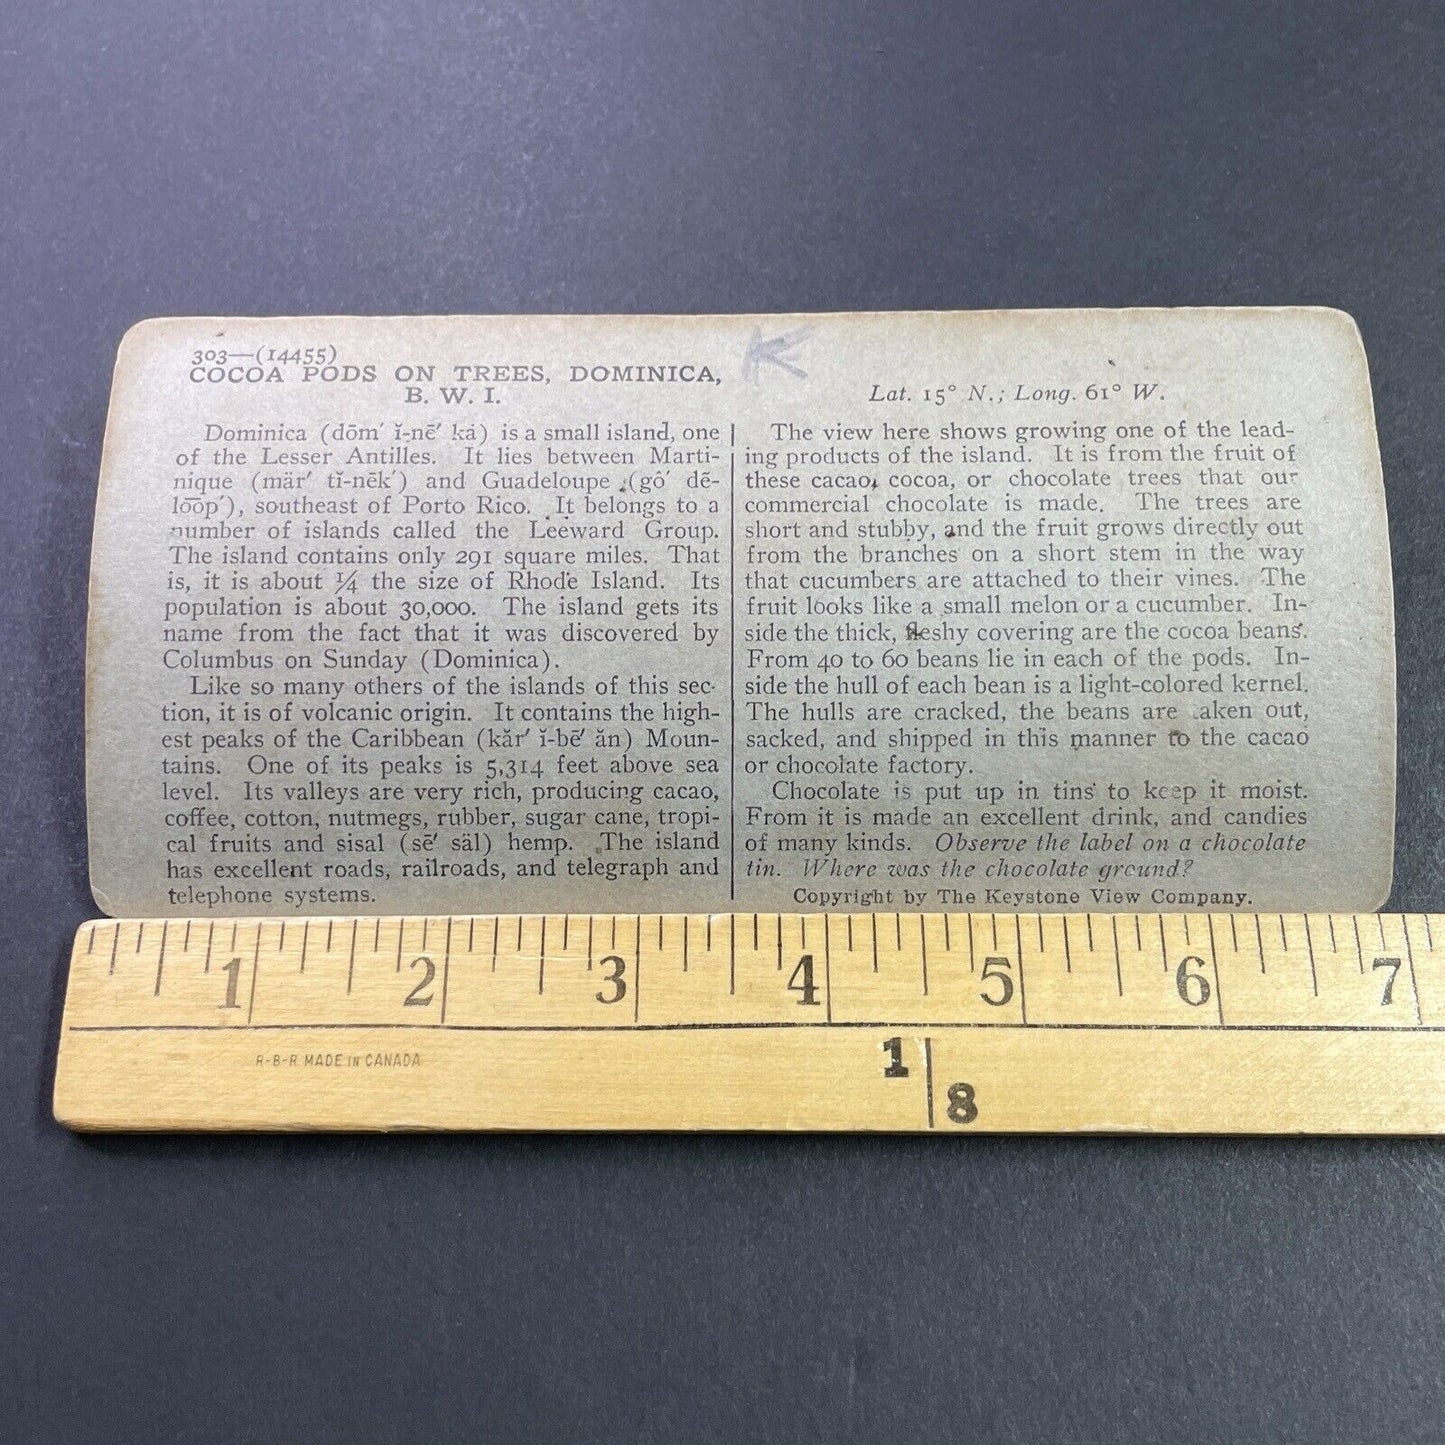 303—(14455)
COCOA PODS ON TREES, DOMINICA,
B. W. I.
Dominica (dōm′ ĭ-nē′ kȧ) is a small island, one
of the Lesser Antilles. It lies between Marti-
nique (mär′ tĭ-nēk′) and Guadeloupe (gô′ dē-
lōōp′), southeast of Porto Rico. It belongs to a
number of islands called the Leeward Group.
The island contains only 291 square miles. That
is, it is about ¼ the size of Rhode Island. Its
population is about 30,000. The island gets its
name from the fact that it was discovered by
Columbus on Sunday (Dominica).
Like so many others of the islands of this sec-
tion, it is of volcanic origin. It contains the high-
est peaks of the Caribbean (kăr′ ĭ-bē′ ăn) Moun-
tains. One of its peaks is 5,314 feet above sea
level. Its valleys are very rich, producing cacao,
coffee, cotton, nutmegs, rubber, sugar cane, tropi-
cal fruits and sisal (sē′ säl) hemp. The island
has excellent roads, railroads, and telegraph and
telephone systems.
Lat. 15° N.; Long. 61° W.
The view here shows growing one of the lead-
ing products of the island. It is from the fruit of
these cacao, cocoa, or chocolate trees that our
commercial chocolate is made. The trees are
short and stubby, and the fruit grows directly out
from the branches on a short stem in the way
that cucumbers are attached to their vines. The
fruit looks like a small melon or a cucumber. In-
side the thick, fleshy covering are the cocoa beans.
From 40 to 60 beans lie in each of the pods. In-
side the hull of each bean is a light-colored kernel.
The hulls are cracked, the beans are aken out,
sacked, and shipped in this manner to the cacao
or chocolate factory.
Chocolate is put up in tins to keep it moist.
From it is made an excellent drink, and candies
of many kinds. Observe the label on a chocolate
tin. Where was the chocolate ground?
Copyright by The Keystone View Company.
1 2 3 4 5 6 7
R-B-R MADE IN CANADA
1
8